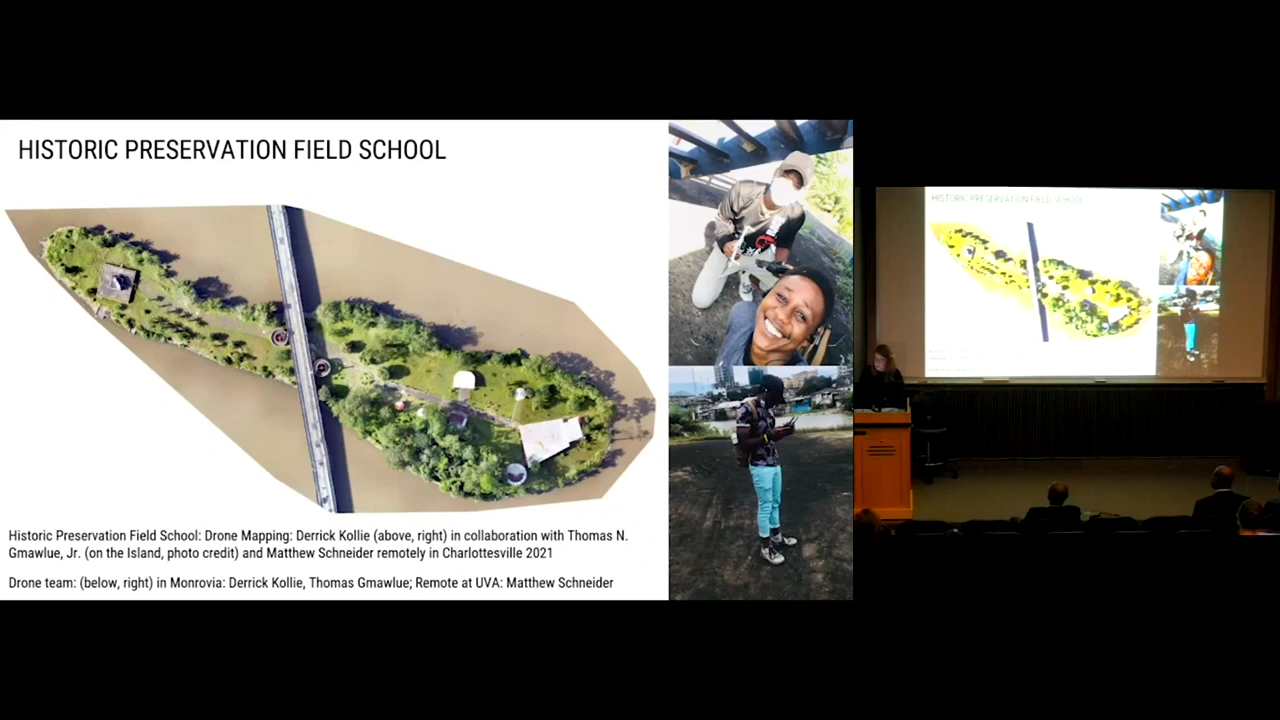 HISTORIC PRESERVATION FIELD SCHOOL
Historic Preservation Field School: Drone Mapping: Derrick Kollie (above, right) in collaboration with Thomas N.
Gmawlue, Jr. (on the Island, photo credit) and Matthew Schneider remotely in Charlottesville 2021
Drone team: (below, right) in Monrovia: Derrick Kollie, Thomas Gmawlue; Remote at UVA: Matthew Schneider
HISTORIC PRESERVATION FIELD SCHOOL